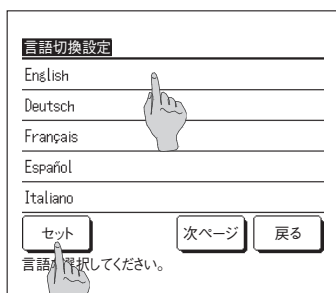 言語切換設定
English
Deutsch
Français
Español
Italiano
セット 次ページ 戻る
言語 択してください。